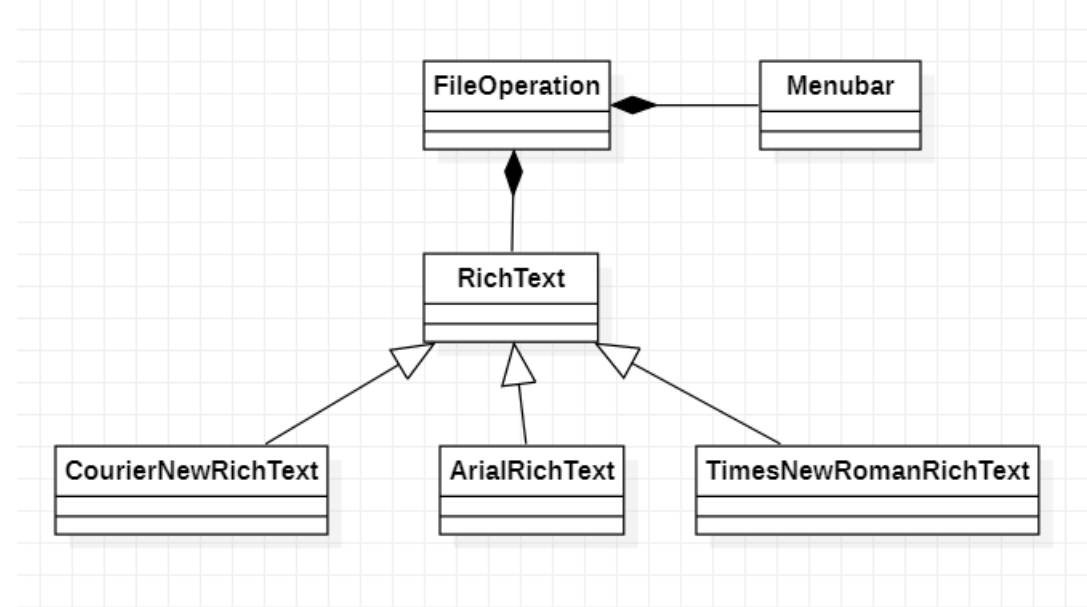 FileOperation
Menubar
RichText
CourierNewRichText
ArialRichText
TimesNewRomanRichText